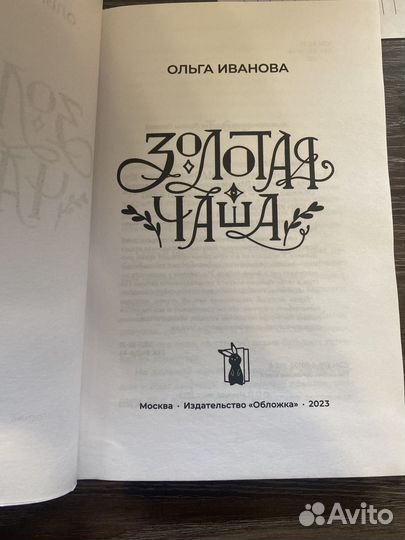 ОЛЬГА ИВАНОВА
ЗОЛОТАЯ
ЧАША
Москва · Издательство «Обложка» · 2023
Avito